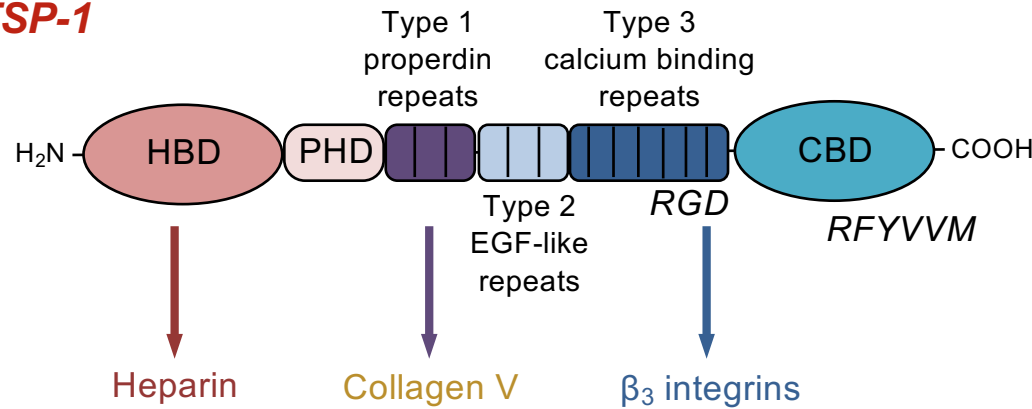 TSP-1
Type 1
properdin
repeats
Type 3
calcium binding
repeats
H₂N
HBD
PHD
CBD
COOH
Type 2
EGF-like
repeats
RGD
RFYVVM
Heparin
Collagen V
β₃ integrins